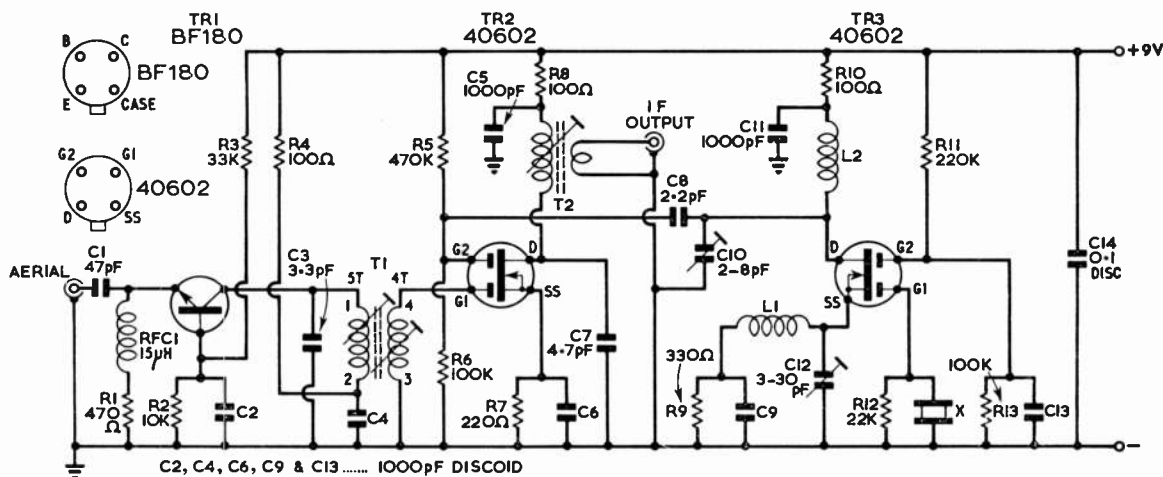 TR1
BF180
TR2
40602
TR3
40602
B
C
BF180
E
CASE
G2
G1
40602
D
SS
R3
33K
R4
100Ω
R5
470K
C5
1000pF
R8
100Ω
IF
OUTPUT
T2
C8
2·2pF
C10
2-8pF
R10
100Ω
C11
1000pF
L2
R11
220K
+9V
C14
0·1
DISC
AERIAL
C1
47pF
RFC1
15µH
R1
470
Ω
R2
10K
C2
C3
3·3pF
5T
T1
4T
1
4
2
3
C4
G2
D
G1
SS
R6
100K
R7
220Ω
C6
C7
4·7pF
D
G2
SS
G1
L1
330Ω
R9
C9
C12
3-30
pF
R12
22K
X
100K
R13
C13
−
C2, C4, C6, C9 & C13 ...... 1000pF DISCOID